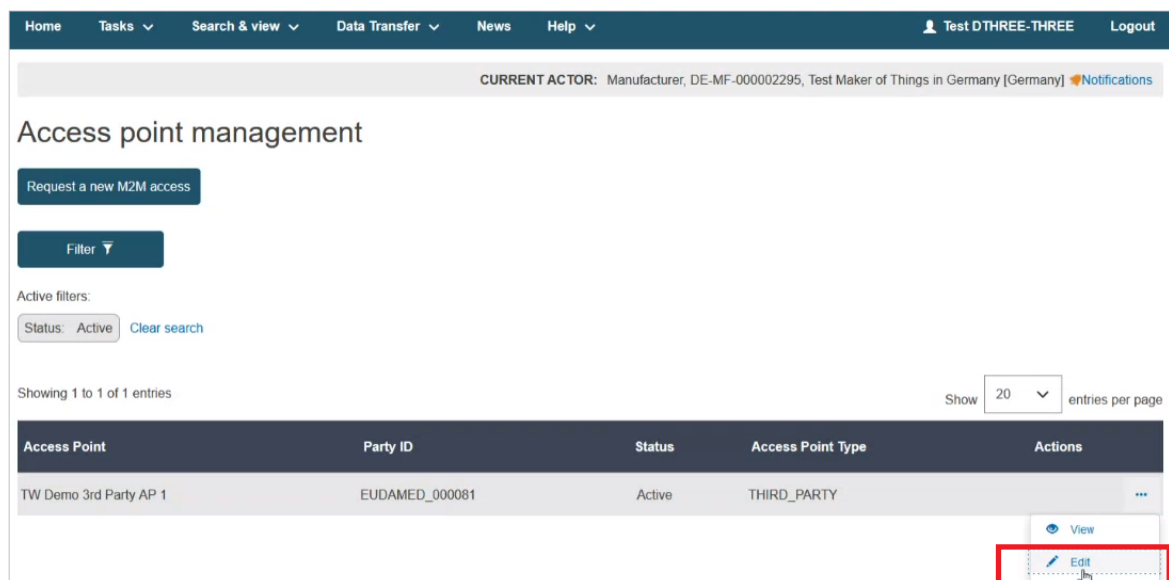 Home Tasks Search & view Data Transfer News Help Test DTHREE-THREE Logout
CURRENT ACTOR: Manufacturer, DE-MF-000002295, Test Maker of Things in Germany [Germany] Notifications
Access point management
Request a new M2M access
Filter
Active filters:
Status: Active Clear search
Showing 1 to 1 of 1 entries Show 20 entries per page
Access Point Party ID Status Access Point Type Actions
TW Demo 3rd Party AP 1 EUDAMED_000081 Active THIRD_PARTY ...
View
Edit